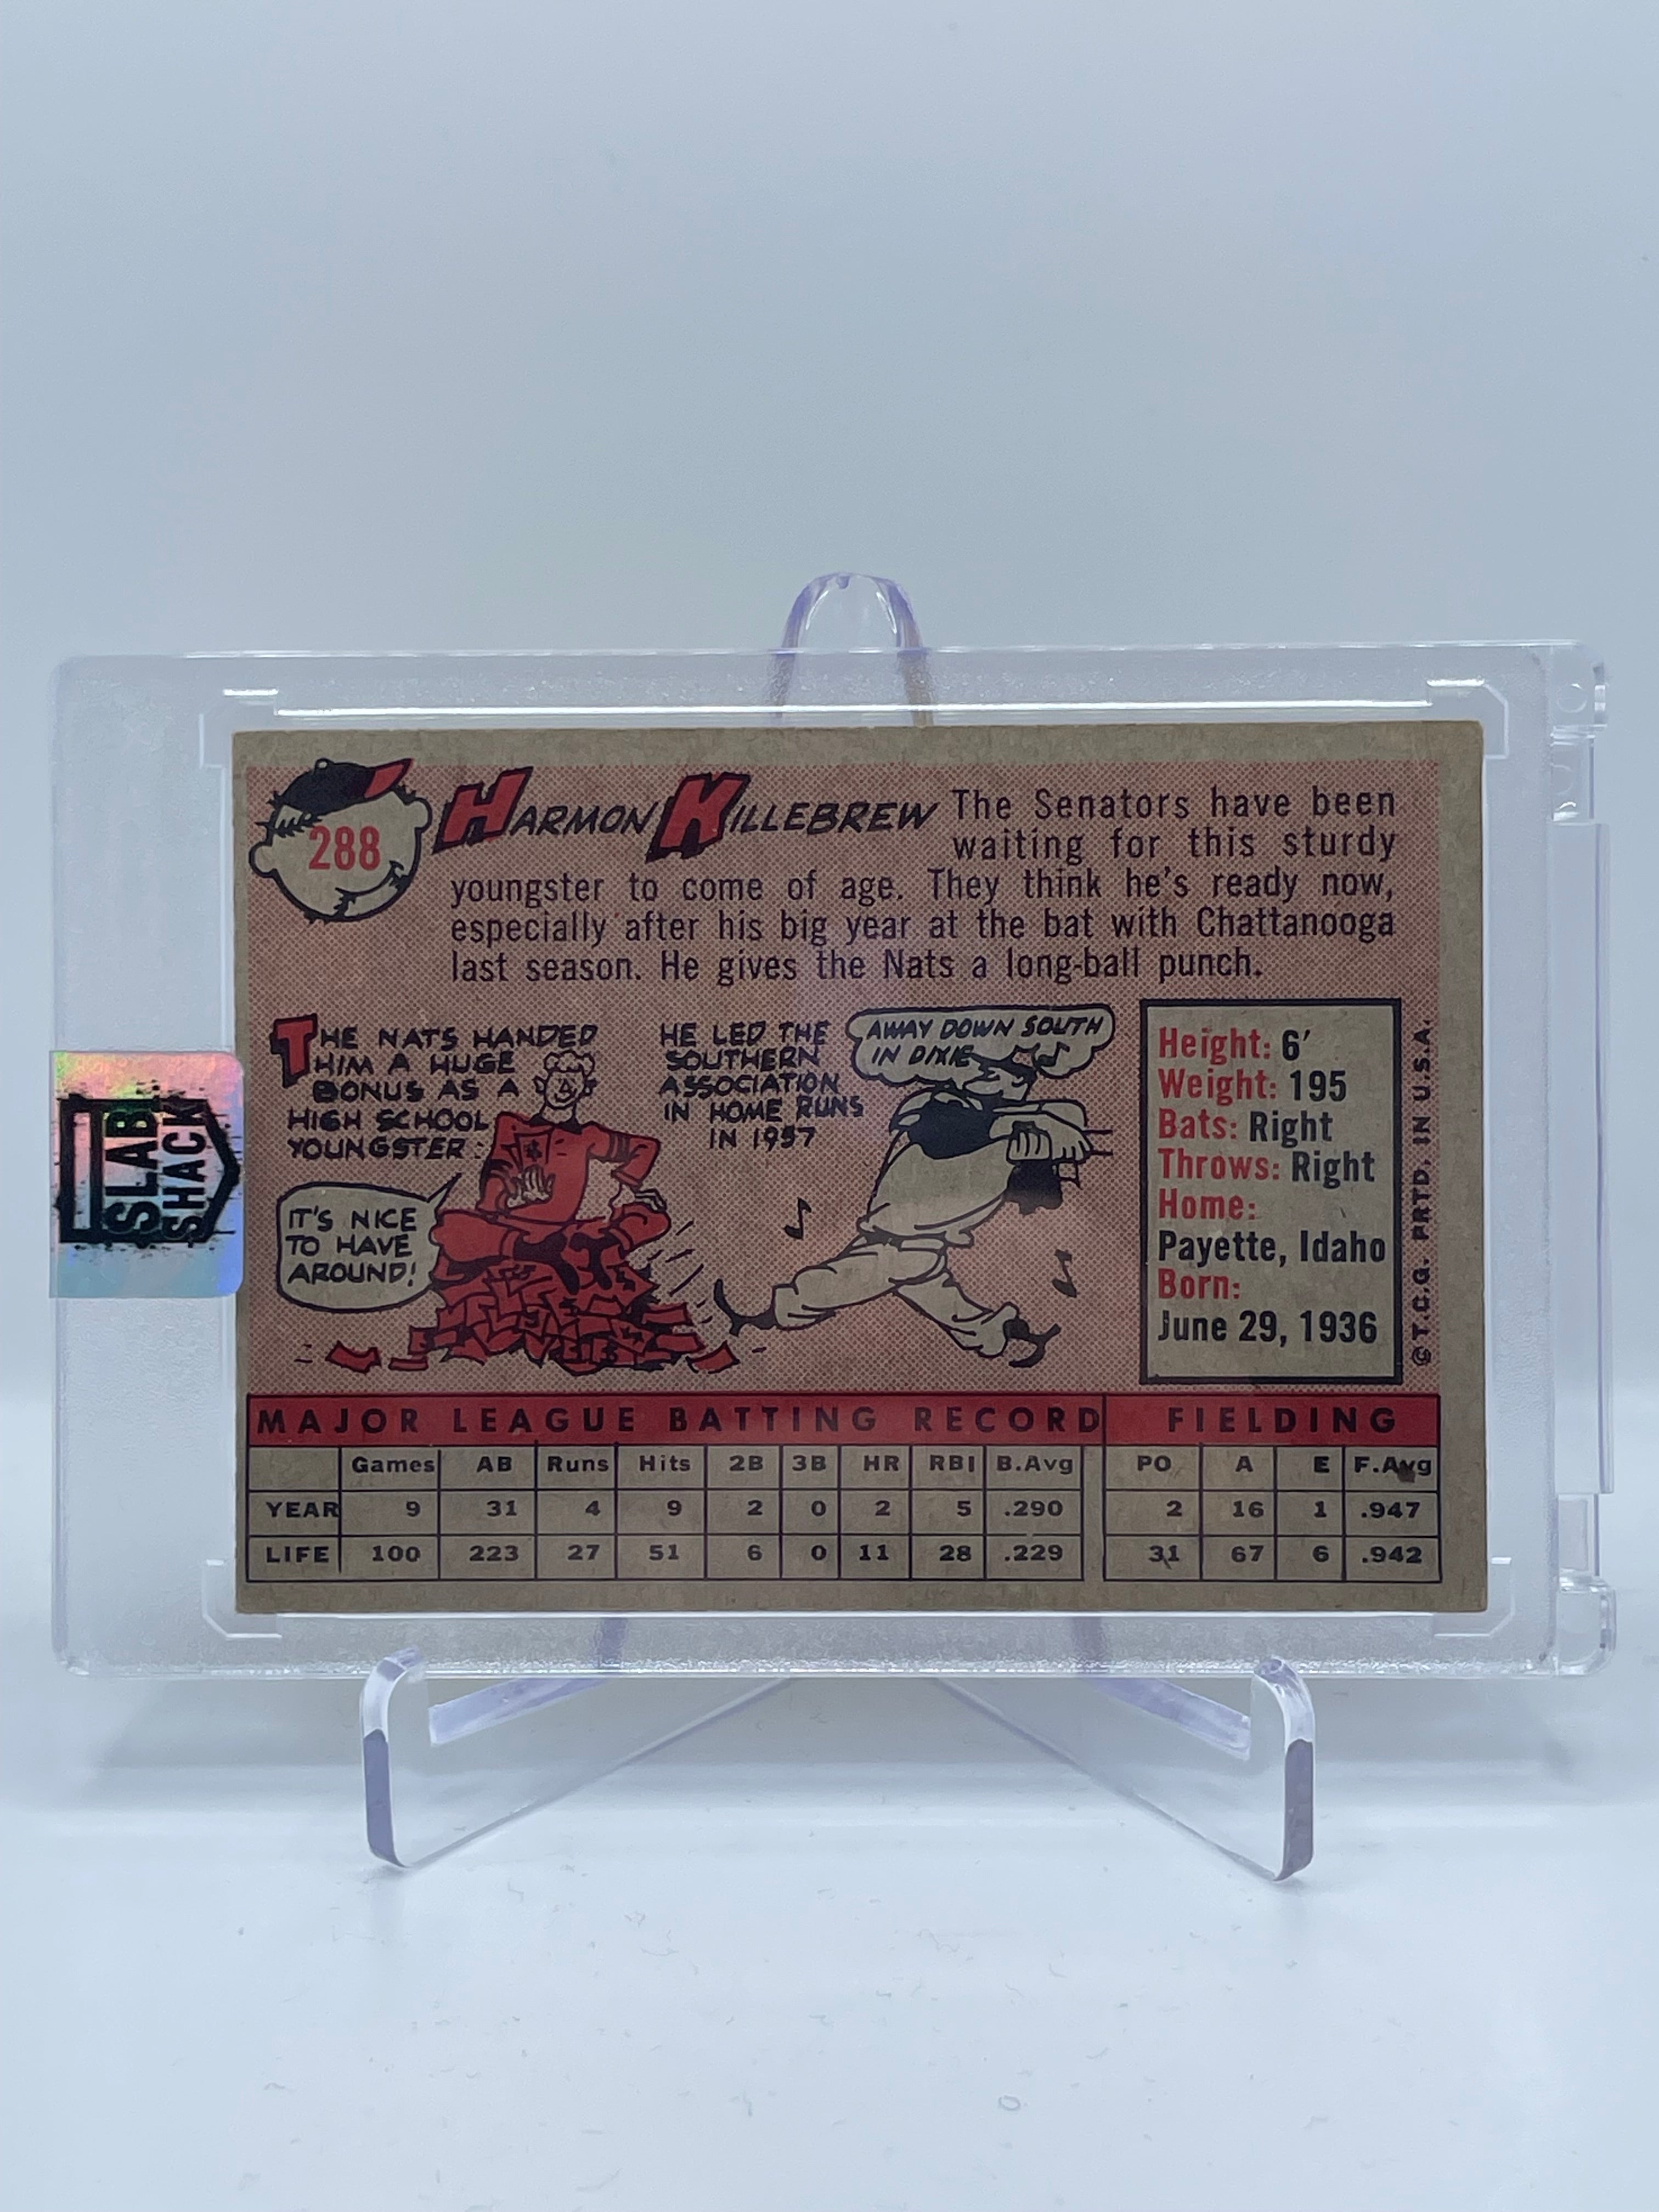 288
HARMON KILLEBREW The Senators have been
waiting for this sturdy
youngster to come of age. They think he's ready now,
especially after his big year at the bat with Chattanooga
last season. He gives the Nats a long-ball punch.
THE NATS HANDED
HIM A HUGE
BONUS AS A
HIGH SCHOOL
YOUNGSTER:
IT'S NICE
TO HAVE
AROUND!
HE LED THE
SOUTHERN
ASSOCIATION
IN HOME RUNS
IN 1957
AWAY DOWN SOUTH
IN DIXIE
Height: 6'
Weight: 195
Bats: Right
Throws: Right
Home:
Payette, Idaho
Born:
June 29, 1936
© T.C.G. PRTD. IN U.S.A.
SLAB
SHACK
MAJOR LEAGUE BATTING RECORD FIELDING
Games AB Runs Hits 2B 3B HR RBI B.Avg PO A E F.Avg
YEAR 9 31 4 9 2 0 2 5 .290 2 16 1 .947
LIFE 100 223 27 51 6 0 11 28 .229 31 67 6 .942